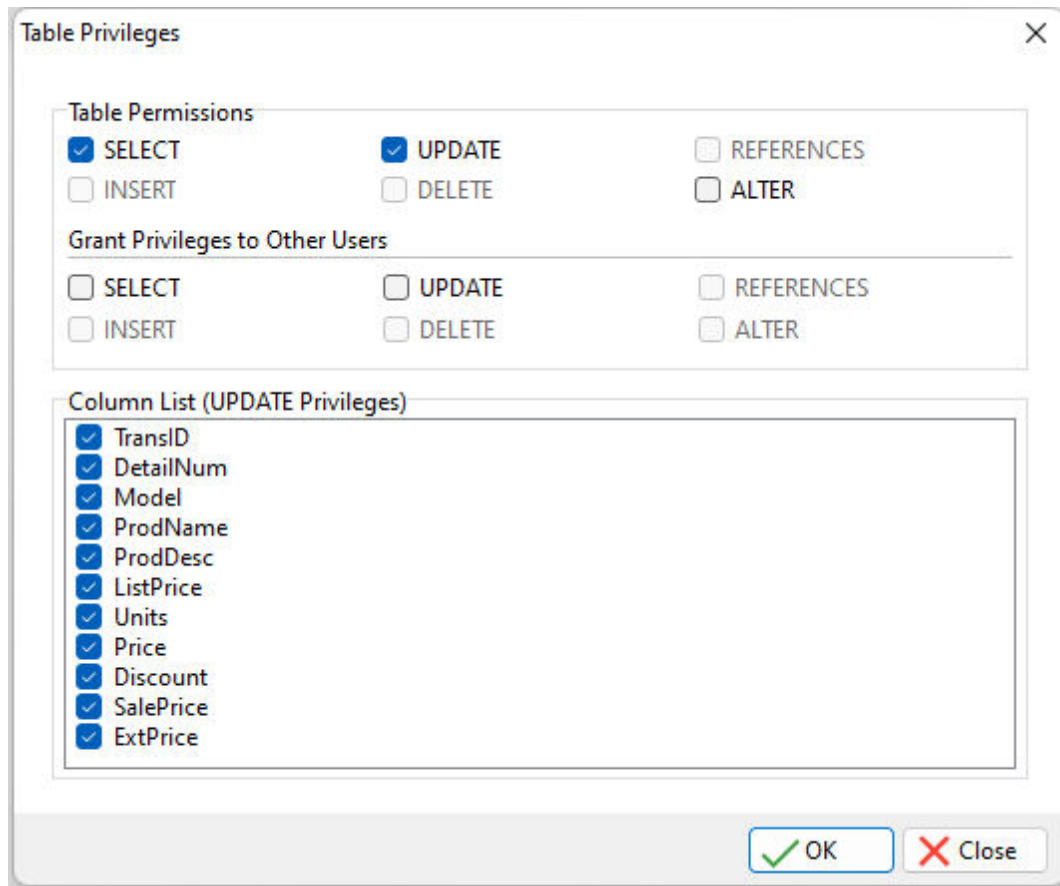 Table Privileges
Table Permissions
SELECT UPDATE REFERENCES
INSERT DELETE ALTER
Grant Privileges to Other Users
SELECT UPDATE REFERENCES
INSERT DELETE ALTER
Column List (UPDATE Privileges)
TransID
DetailNum
Model
ProdName
ProdDesc
ListPrice
Units
Price
Discount
SalePrice
ExtPrice
OK Close